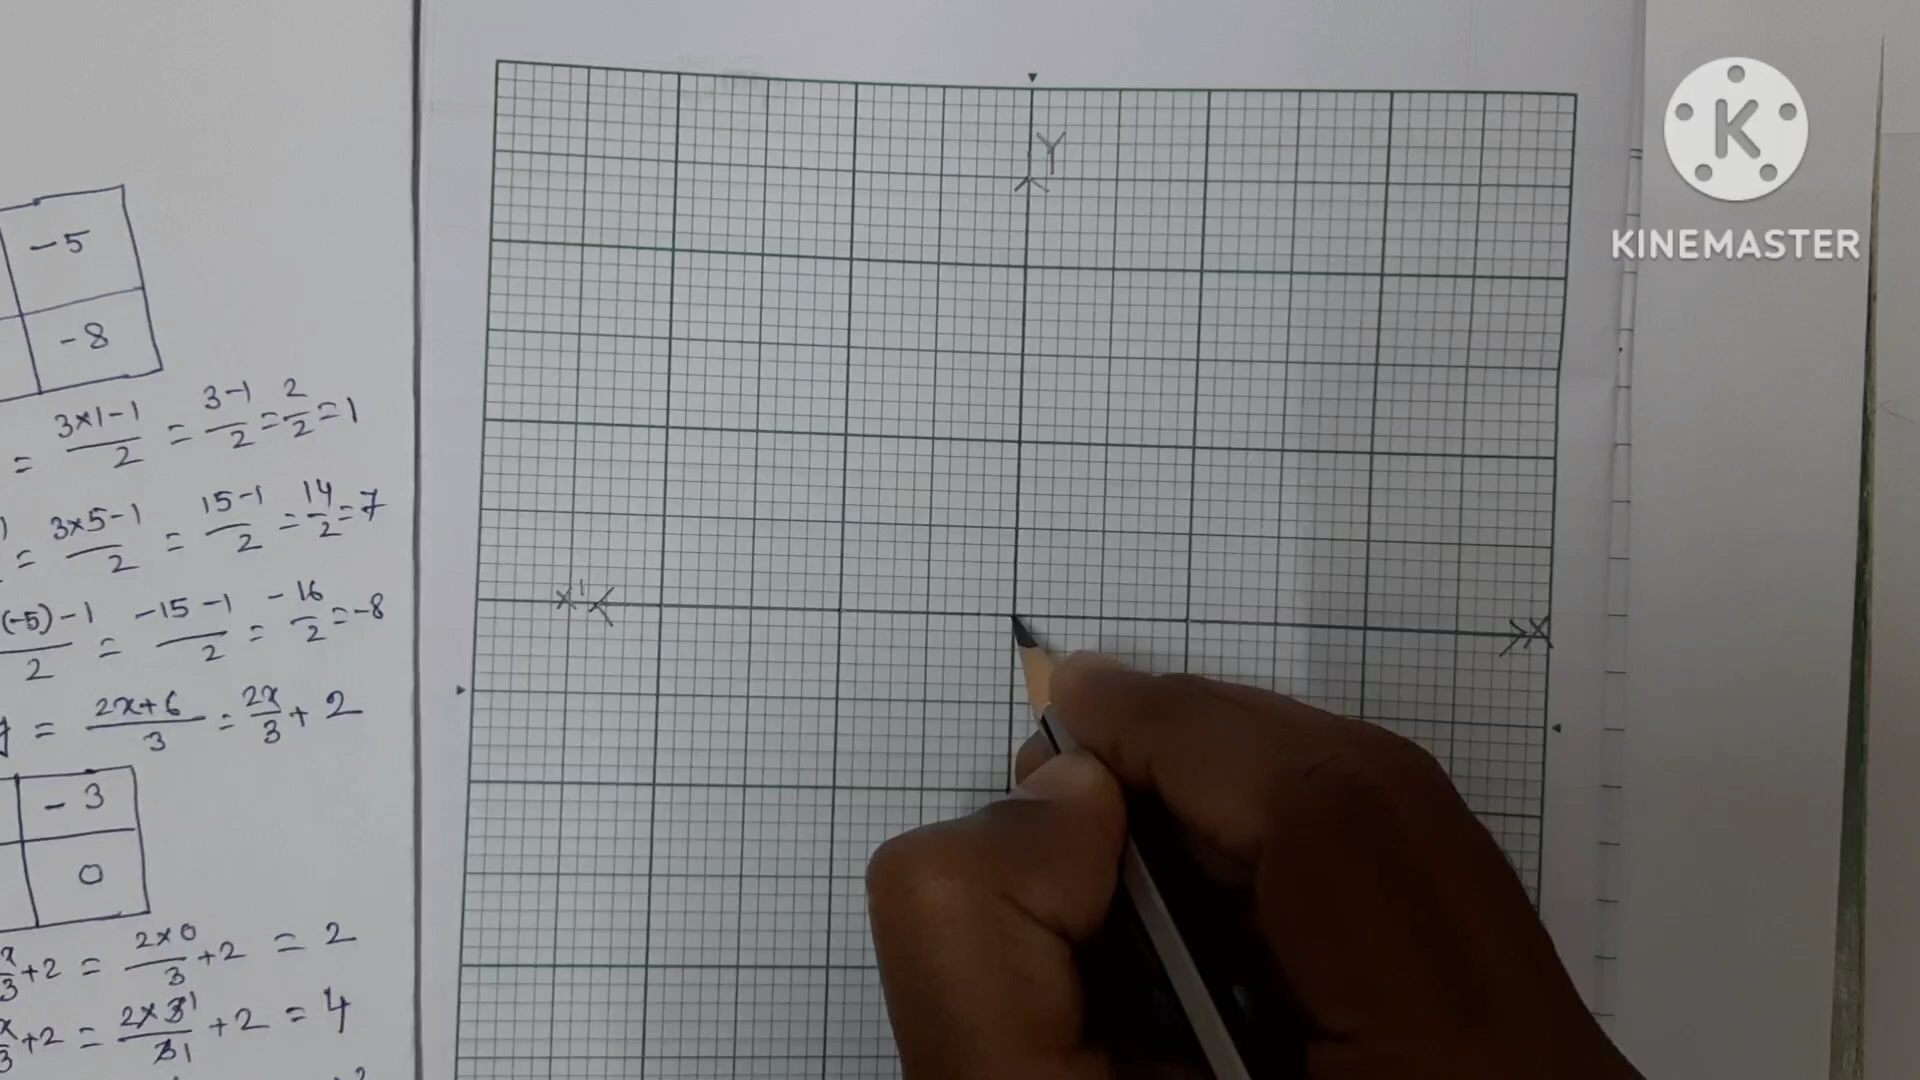 -5
-8
= 3×1-1/2 = 3-1/2 = 2/2 = 1
= 3×5-1/2 = 15-1/2 = 14/2 = 7
(-5)-1/2 = -15-1/2 = -16/2 = -8
y = 2x+6/3 = 2x/3 + 2
-3
0
x/3 +2 = 2×0/3 +2 = 2
x/3 +2 = 2×31/31 +2 = 4
Y
X'
X
K
KINEMASTER